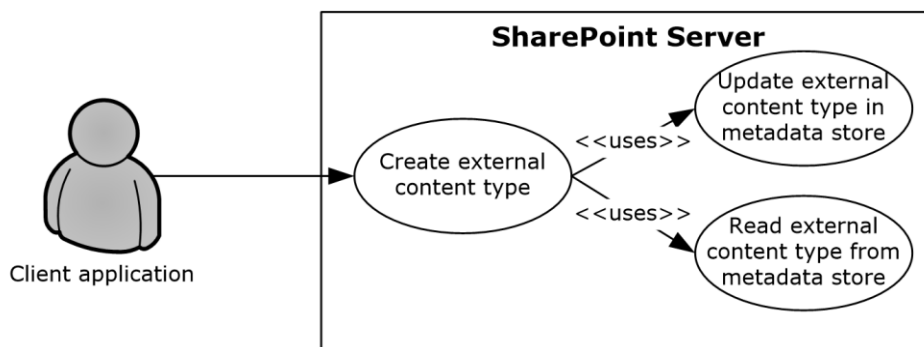 SharePoint Server
Update external
content type in
metadata store
<<uses>>
Create external
content type
<<uses>>
Read external
content type from
metadata store
Client application